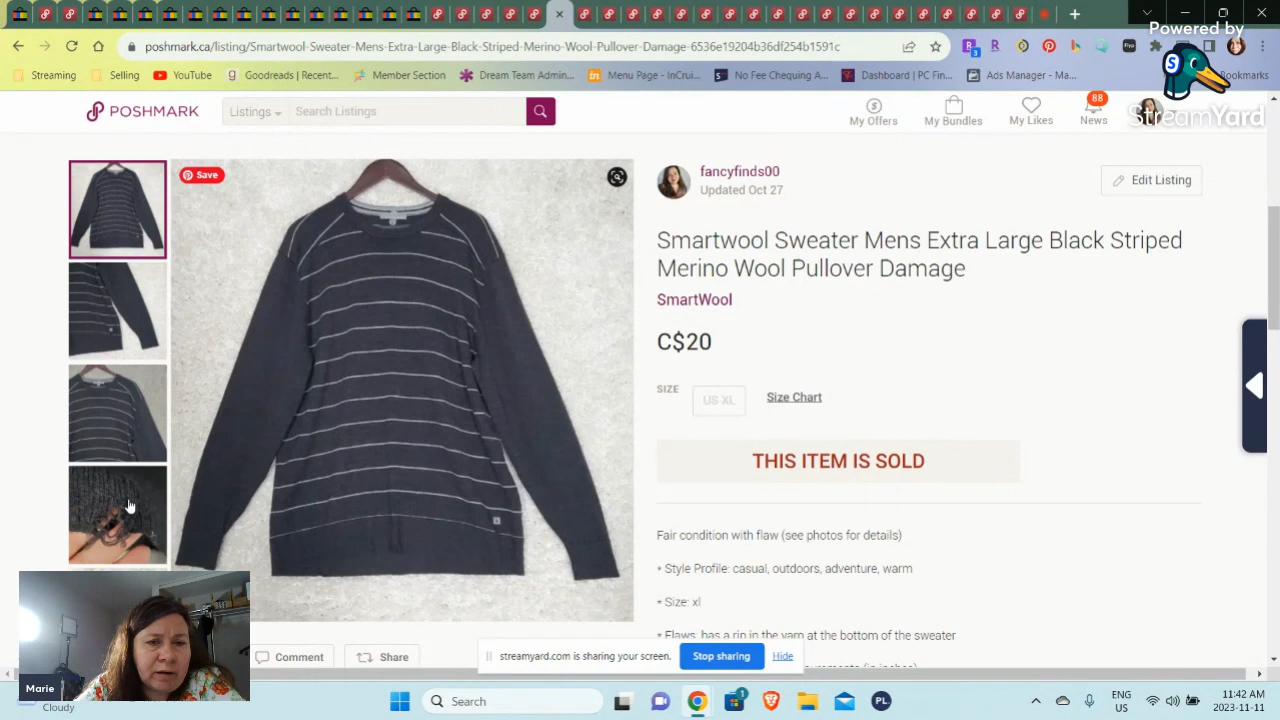 Powered by
StreamYard
poshmark.ca/listing/Smartwool-Sweater-Mens-Extra-Large-Black-Striped-Merino-Wool-Pullover-Damage-6536e19204b36df254b1591c
Streaming
Selling
YouTube
Goodreads | Recent...
Member Section
Dream Team Admin...
Menu Page - InCrui...
No Fee Chequing A...
Dashboard | PC Fin...
Ads Manager - Ma...
Bookmarks
POSHMARK
Listings
Search Listings
My Offers
My Bundles
My Likes
88
News
Save
fancyfinds00
Updated Oct 27
Edit Listing
Smartwool Sweater Mens Extra Large Black Striped
Merino Wool Pullover Damage
SmartWool
C$20
SIZE
US XL
Size Chart
THIS ITEM IS SOLD
Fair condition with flaw (see photos for details)
* Style Profile: casual, outdoors, adventure, warm
* Size: xl
* Flaws: has a rip in the yarn at the bottom of the sweater
Comment
Share
streamyard.com is sharing your screen.
Stop sharing
Hide
Marie
Cloudy
Search
ENG
US
11:42 AM
2023-11-11